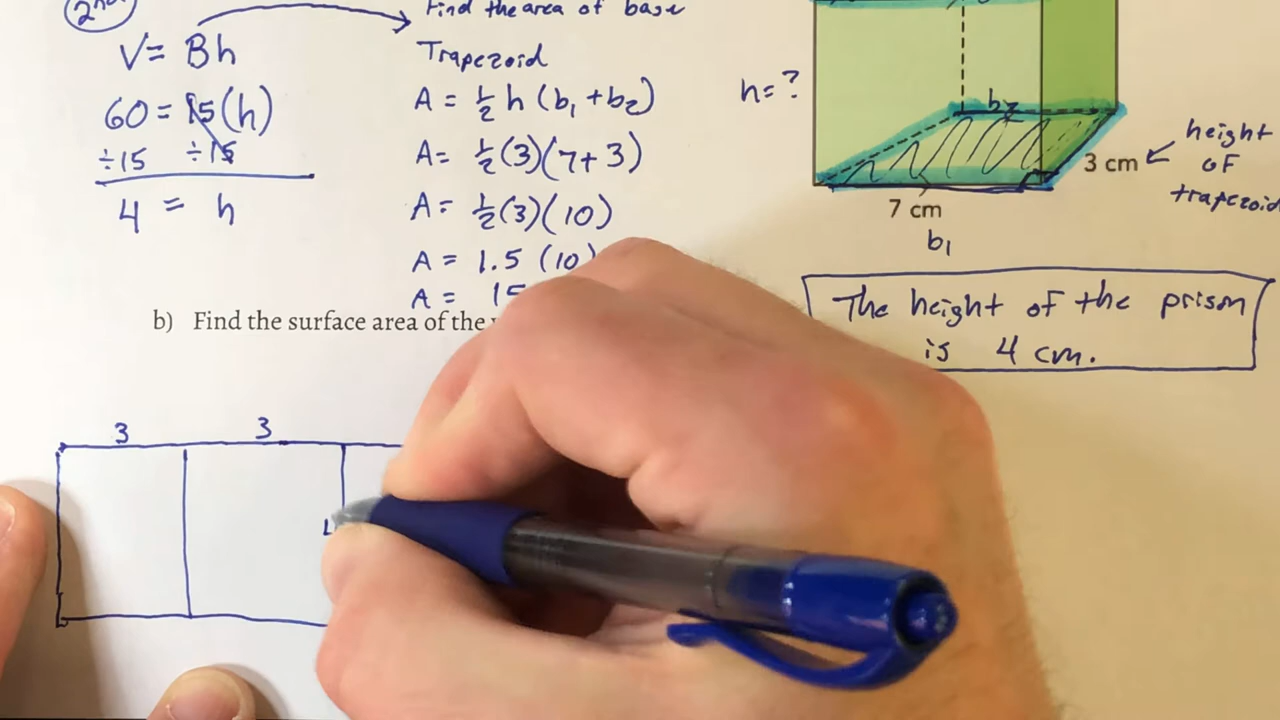 2nd
V = Bh
60 = 15(h)
÷15 ÷15
4 = h
Find the area of base
Trapezoid
A = ½ h (b₁ + b₂)
A = ½ (3)(7+3)
A = ½ (3)(10)
A = 1.5 (10)
A = 15
h = ?
b₂
3 cm
height
of
trapezoid
7 cm
b₁
The height of the prism
is 4 cm.
b) Find the surface area of the
3 3